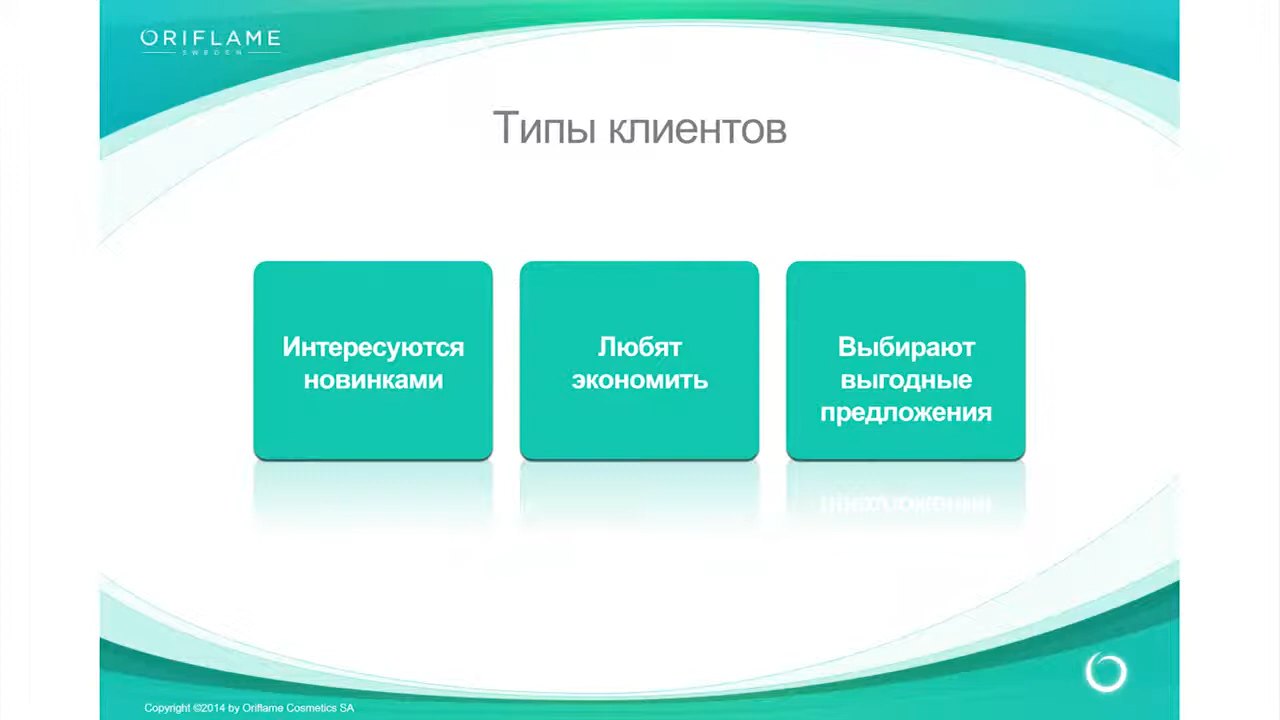 ORIFLAME
SWEDEN
Типы клиентов
Интересуются
новинками
Любят
экономить
Выбирают
выгодные
предложения
Copyright ©2014 by Oriflame Cosmetics SA